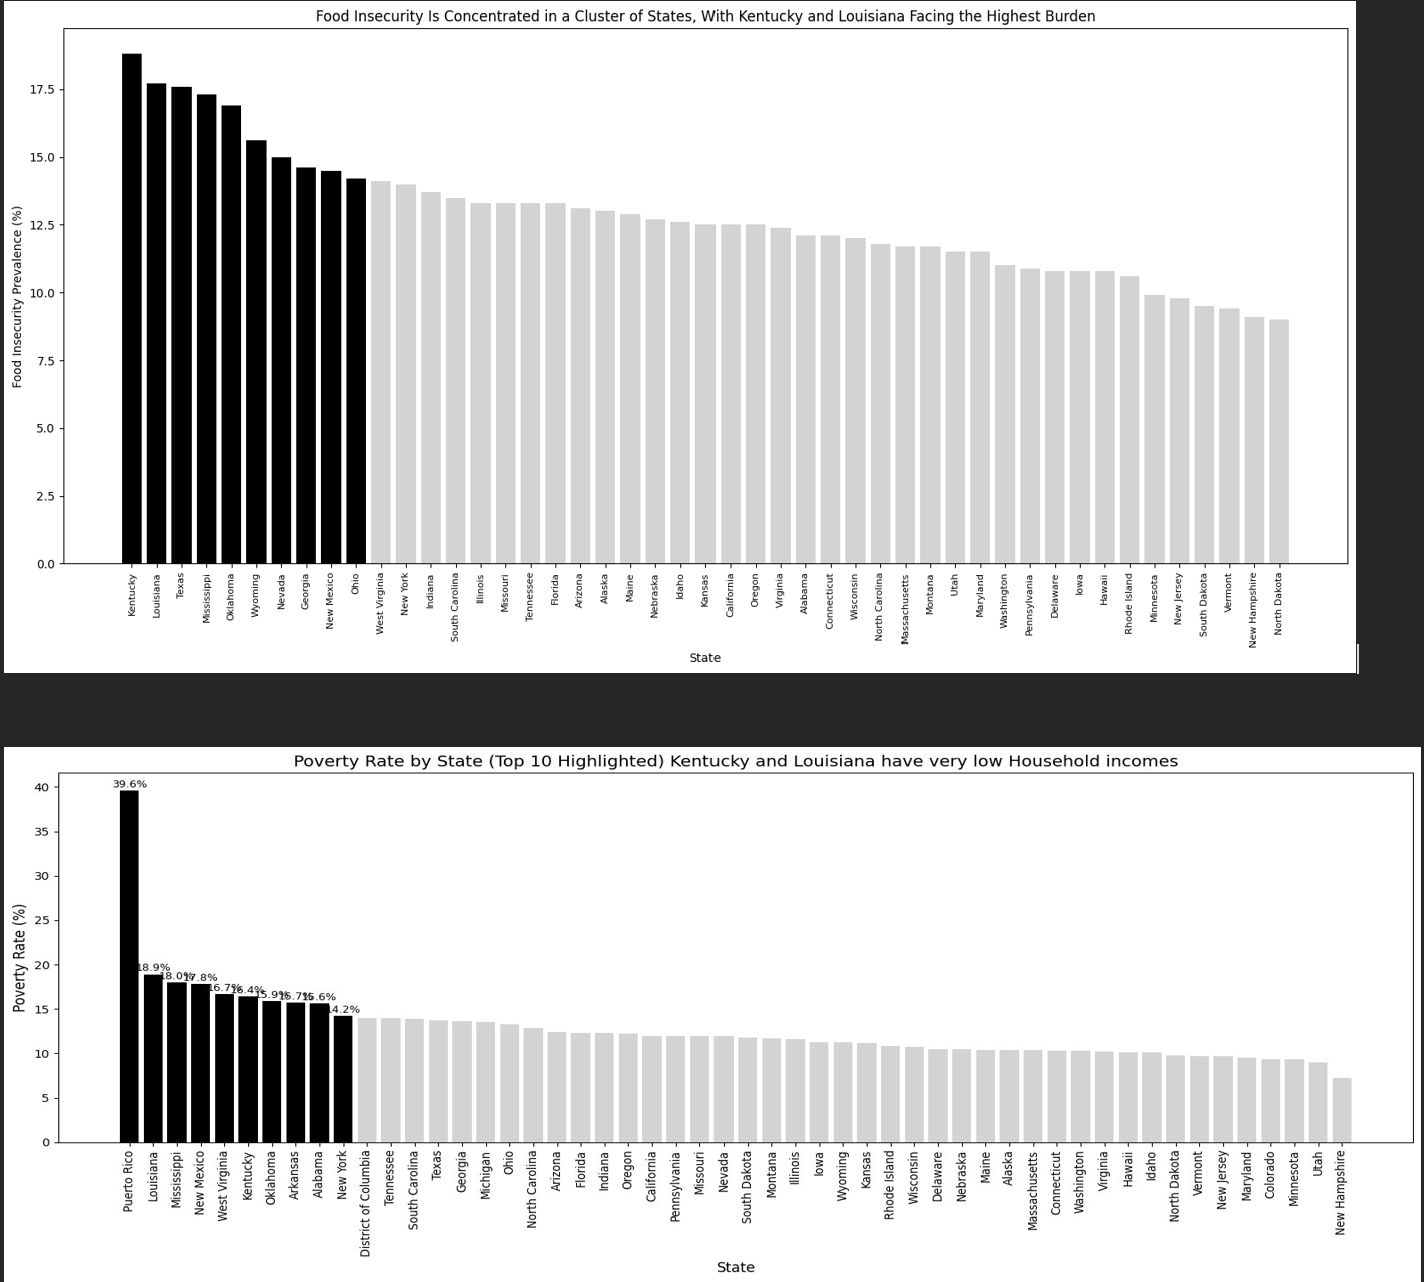 Food Insecurity Is Concentrated in a Cluster of States, With Kentucky and Louisiana Facing the Highest Burden
Food Insecurity Prevalence (%)
17.5
15.0
12.5
10.0
7.5
5.0
2.5
0.0
Kentucky
Louisiana
Texas
Mississippi
Oklahoma
Wyoming
Nevada
Georgia
New Mexico
Ohio
West Virginia
New York
Indiana
South Carolina
Illinois
Missouri
Tennessee
Florida
Arizona
Alaska
Maine
Nebraska
Idaho
Kansas
California
Oregon
Virginia
Alabama
Connecticut
Wisconsin
North Carolina
Massachusetts
Montana
Utah
Maryland
Washington
Pennsylvania
Delaware
Iowa
Hawaii
Rhode Island
Minnesota
New Jersey
South Dakota
Vermont
New Hampshire
North Dakota
State
Poverty Rate by State (Top 10 Highlighted) Kentucky and Louisiana have very low Household incomes
Poverty Rate (%)
40
35
30
25
20
15
10
5
0
39.6%
18.9%
18.0%
17.8%
16.7%
16.4%
15.9%
15.7%
15.6%
14.2%
Puerto Rico
Louisiana
Mississippi
New Mexico
West Virginia
Kentucky
Oklahoma
Arkansas
Alabama
New York
District of Columbia
Tennessee
South Carolina
Texas
Georgia
Michigan
Ohio
North Carolina
Arizona
Florida
Indiana
Oregon
California
Pennsylvania
Missouri
Nevada
South Dakota
Montana
Illinois
Iowa
Wyoming
Kansas
Rhode Island
Wisconsin
Delaware
Nebraska
Maine
Alaska
Massachusetts
Connecticut
Washington
Virginia
Hawaii
Idaho
North Dakota
Vermont
New Jersey
Maryland
Colorado
Minnesota
Utah
New Hampshire
State